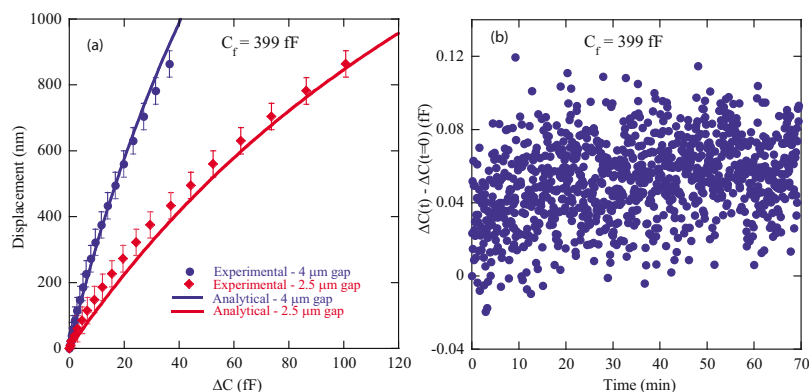 (a)
C_f = 399 fF
1000
800
600
400
200
0
Displacement (nm)
Experimental - 4 μm gap
Experimental - 2.5 μm gap
Analytical - 4 μm gap
Analytical - 2.5 μm gap
0 20 40 60 80 100 120
ΔC (fF)
(b)
C_f = 399 fF
0.12
0.08
0.04
0
-0.04
ΔC(t) - ΔC(t=0) (fF)
0 10 20 30 40 50 60 70
Time (min)